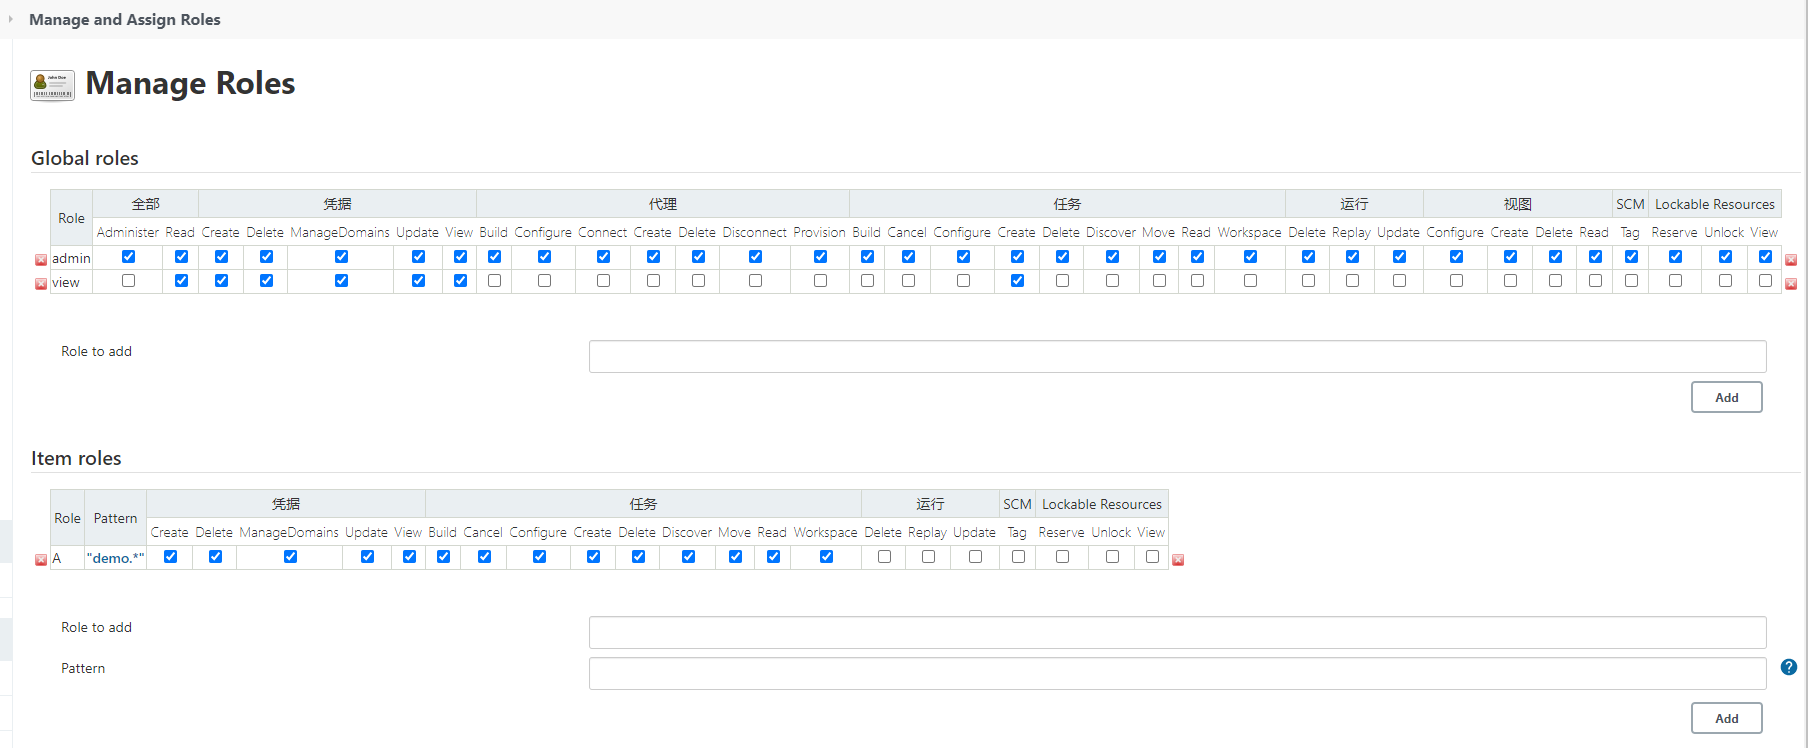 Manage and Assign Roles
John Doe
Manage Roles
Global roles
Role 全部 凭据 代理 任务 运行 视图 SCM Lockable Resources
Administer Read Create Delete ManageDomains Update View Build Configure Connect Create Delete Disconnect Provision Build Cancel Configure Create Delete Discover Move Read Workspace Delete Replay Update Configure Create Delete Read Tag Reserve Unlock View
admin
view
Role to add
Add
Item roles
Role Pattern 凭据 任务 运行 SCM Lockable Resources
Create Delete ManageDomains Update View Build Cancel Configure Create Delete Discover Move Read Workspace Delete Replay Update Tag Reserve Unlock View
A "demo.*"
Role to add
Pattern
?
Add